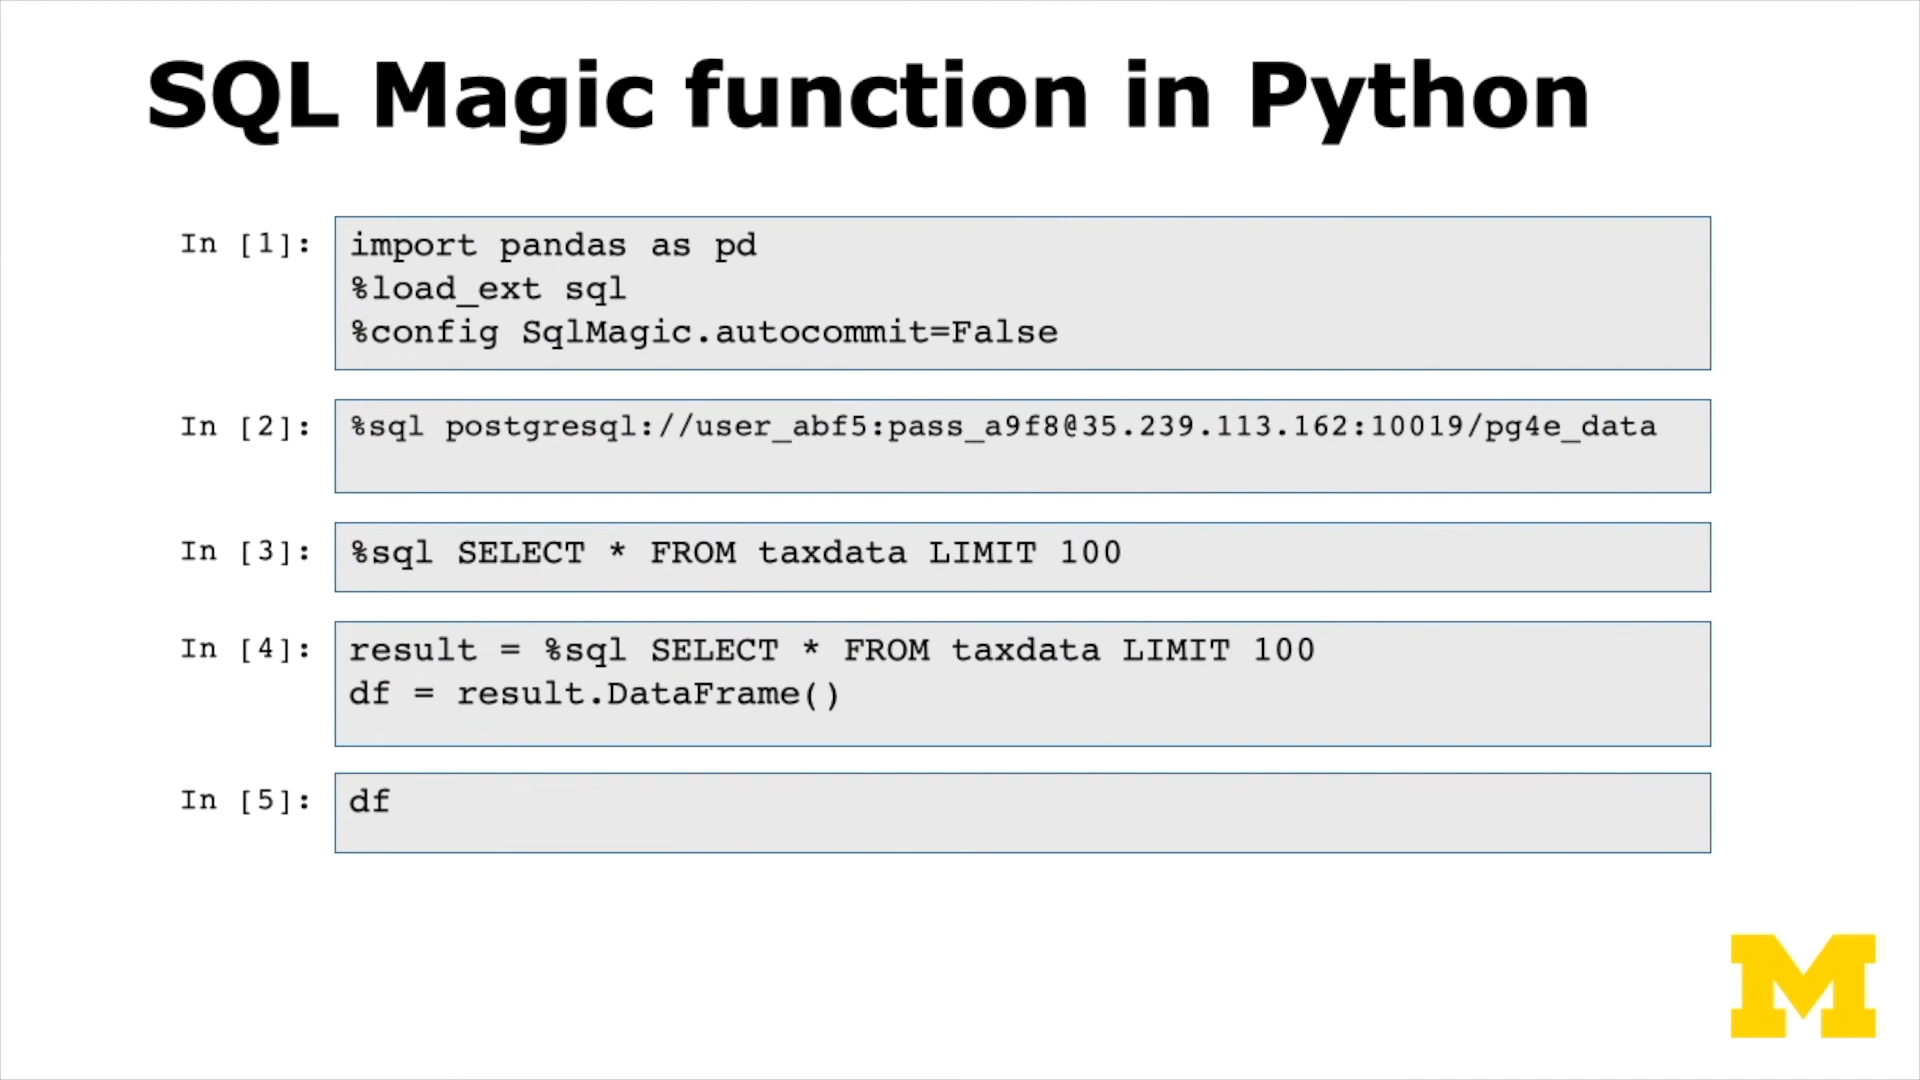 SQL Magic function in Python
In [1]: import pandas as pd
%load_ext sql
%config SqlMagic.autocommit=False
In [2]: %sql postgresql://user_abf5:pass_a9f8@35.239.113.162:10019/pg4e_data
In [3]: %sql SELECT * FROM taxdata LIMIT 100
In [4]: result = %sql SELECT * FROM taxdata LIMIT 100
df = result.DataFrame()
In [5]: df
M